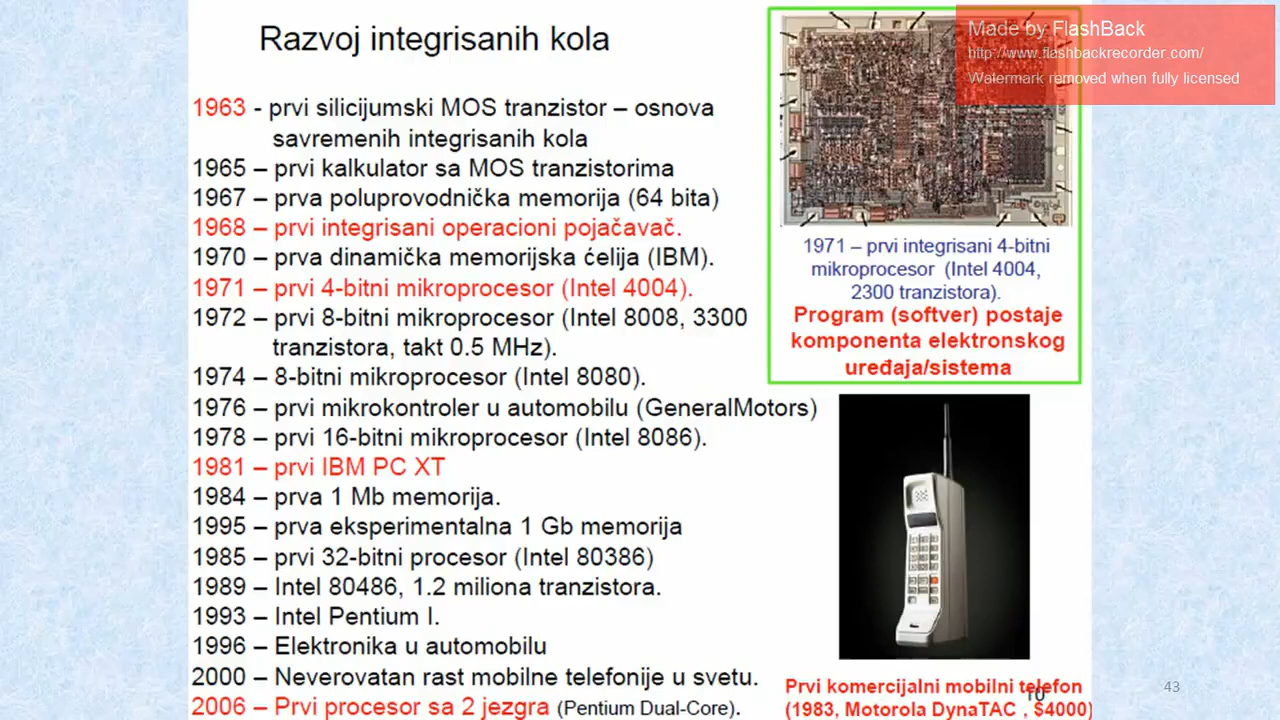 Razvoj integrisanih kola
1963 - prvi silicijumski MOS tranzistor – osnova
savremenih integrisanih kola
1965 – prvi kalkulator sa MOS tranzistorima
1967 – prva poluprovodnička memorija (64 bita)
1968 – prvi integrisani operacioni pojačavač.
1970 – prva dinamička memorijska ćelija (IBM).
1971 – prvi 4-bitni mikroprocesor (Intel 4004).
1972 – prvi 8-bitni mikroprocesor (Intel 8008, 3300
tranzistora, takt 0.5 MHz).
1974 – 8-bitni mikroprocesor (Intel 8080).
1976 – prvi mikrokontroler u automobilu (GeneralMotors)
1978 – prvi 16-bitni mikroprocesor (Intel 8086).
1981 – prvi IBM PC XT
1984 – prva 1 Mb memorija.
1995 – prva eksperimentalna 1 Gb memorija
1985 – prvi 32-bitni procesor (Intel 80386)
1989 – Intel 80486, 1.2 miliona tranzistora.
1993 – Intel Pentium I.
1996 – Elektronika u automobilu
2000 – Neverovatan rast mobilne telefonije u svetu.
2006 – Prvi procesor sa 2 jezgra (Pentium Dual-Core).
Made by FlashBack
http://www.flashbackrecorder.com/
Watermark removed when fully licensed
1971 – prvi integrisani 4-bitni
mikroprocesor (Intel 4004,
2300 tranzistora).
Program (softver) postaje
komponenta elektronskog
uređaja/sistema
Prvi komercijalni mobilni telefon
(1983, Motorola DynaTAC , $4000)
10
43